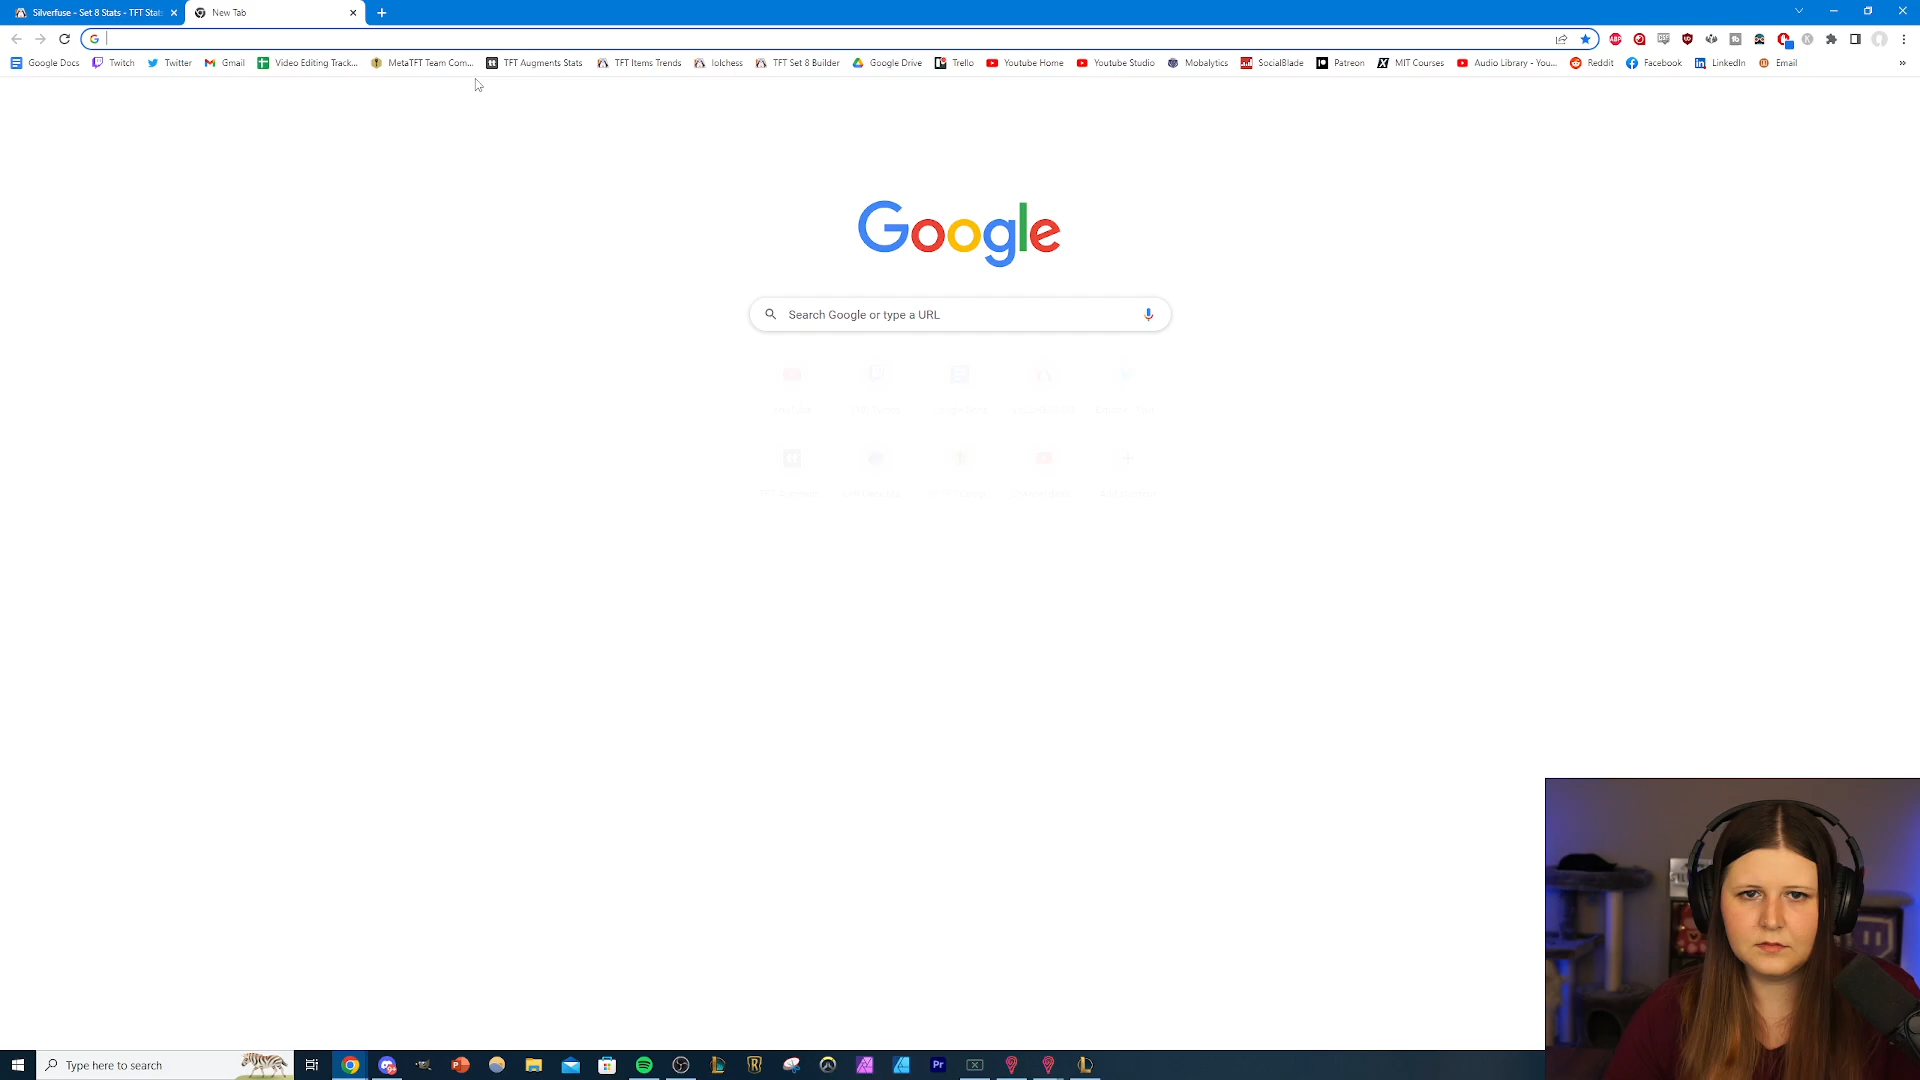 Silverfuse - Set 8 Stats - TFT Stats
New Tab
Google Docs
Twitch
Twitter
Gmail
Video Editing Track...
MetaTFT Team Com...
TFT Augments Stats
TFT Items Trends
lolchess
TFT Set 8 Builder
Google Drive
Trello
Youtube Home
Youtube Studio
Mobalytics
SocialBlade
Patreon
MIT Courses
Audio Library - You...
Reddit
Facebook
LinkedIn
Email
Google
Search Google or type a URL
Type here to search